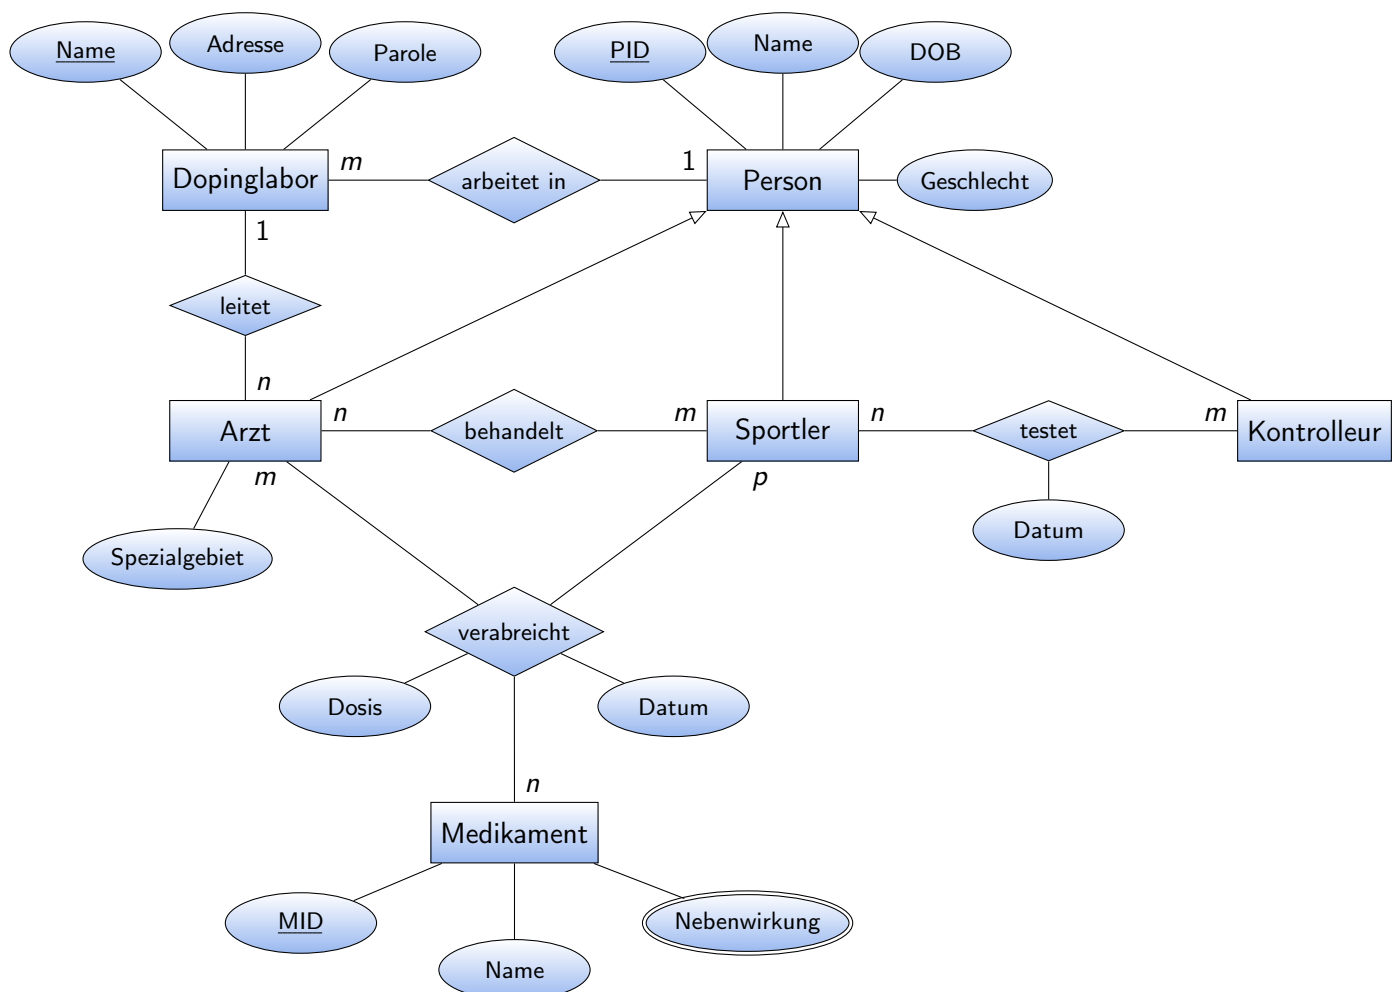 Name Adresse Parole PID Name DOB
Dopinglabor m arbeitet in 1 Person Geschlecht
1
leitet
n
Arzt n behandelt m Sportler n testet m Kontrolleur
m p
Spezialgebiet Datum
verabreicht
Dosis Datum
n
Medikament
MID Nebenwirkung
Name